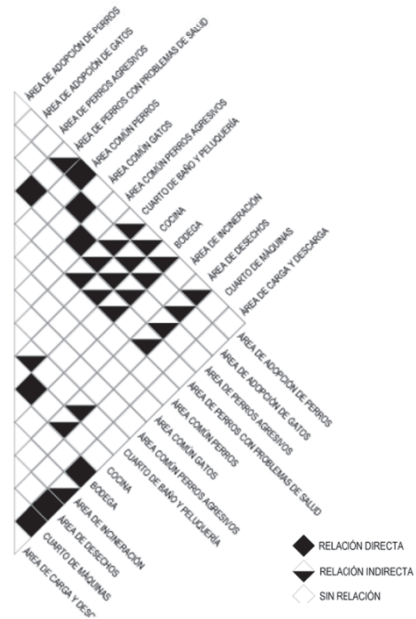 ÁREA DE ADOPCIÓN DE PERROS
ÁREA DE ADOPCIÓN DE GATOS
ÁREA DE PERROS AGRESIVOS
ÁREA DE PERROS CON PROBLEMAS DE SALUD
ÁREA COMÚN PERROS
ÁREA COMÚN GATOS
ÁREA COMÚN PERROS AGRESIVOS
CUARTO DE BAÑO Y PELUQUERÍA
COCINA
BODEGA
ÁREA DE INCINERACIÓN
ÁREA DE DESECHOS
CUARTO DE MÁQUINAS
ÁREA DE CARGA Y DESCARGA
ÁREA DE ADOPCIÓN DE PERROS
ÁREA DE ADOPCIÓN DE GATOS
ÁREA DE PERROS AGRESIVOS
ÁREA DE PERROS CON PROBLEMAS DE SALUD
ÁREA COMÚN PERROS
ÁREA COMÚN GATOS
ÁREA COMÚN PERROS AGRESIVOS
CUARTO DE BAÑO Y PELUQUERÍA
COCINA
BODEGA
ÁREA DE INCINERACIÓN
ÁREA DE DESECHOS
CUARTO DE MÁQUINAS
ÁREA DE CARGA Y DESC
RELACIÓN DIRECTA
RELACIÓN INDIRECTA
SIN RELACIÓN